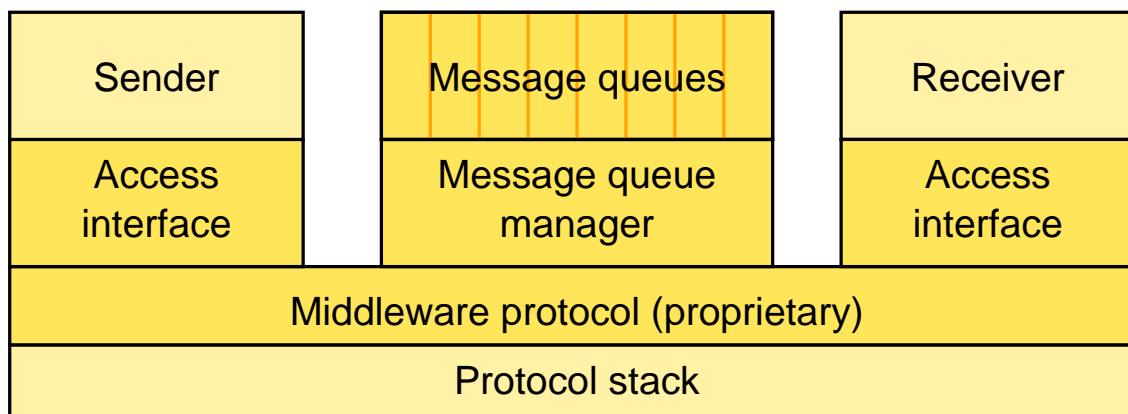 Sender
Message queues
Receiver
Access
interface
Message queue
manager
Access
interface
Middleware protocol (proprietary)
Protocol stack